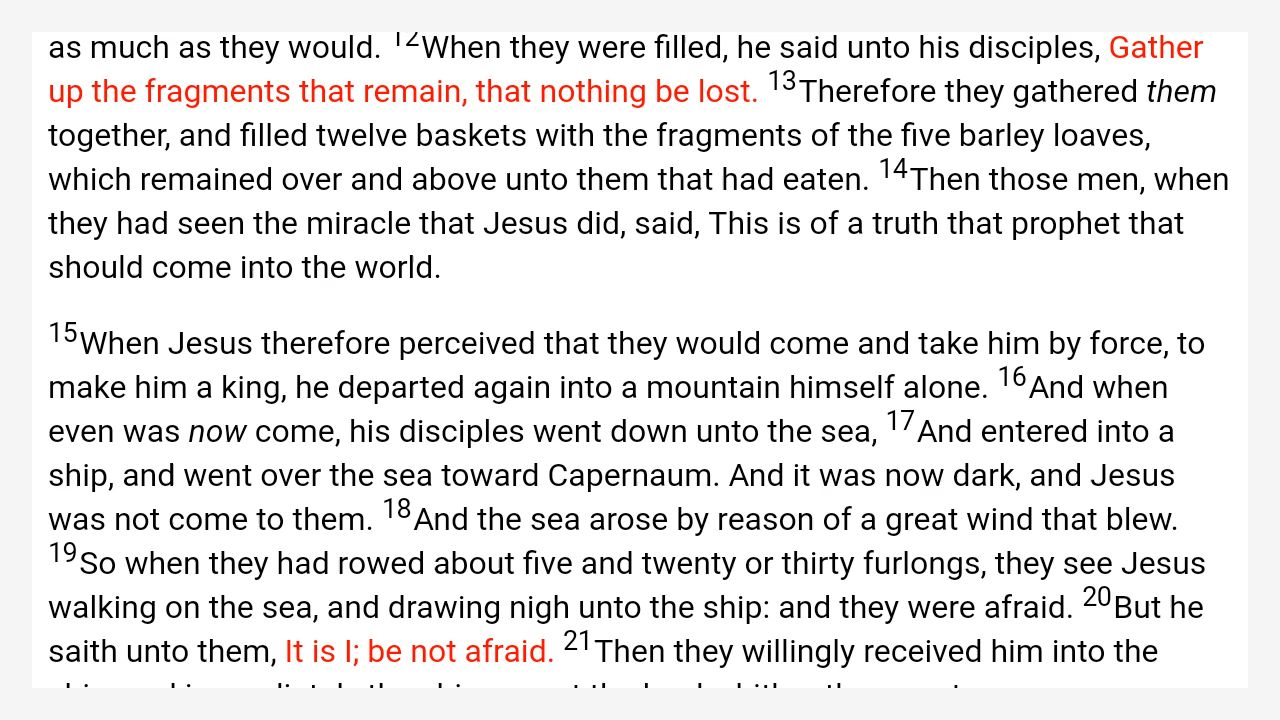 as much as they would. 12When they were filled, he said unto his disciples, Gather
up the fragments that remain, that nothing be lost. 13Therefore they gathered them
together, and filled twelve baskets with the fragments of the five barley loaves,
which remained over and above unto them that had eaten. 14Then those men, when
they had seen the miracle that Jesus did, said, This is of a truth that prophet that
should come into the world.
15When Jesus therefore perceived that they would come and take him by force, to
make him a king, he departed again into a mountain himself alone. 16And when
even was now come, his disciples went down unto the sea, 17And entered into a
ship, and went over the sea toward Capernaum. And it was now dark, and Jesus
was not come to them. 18And the sea arose by reason of a great wind that blew.
19So when they had rowed about five and twenty or thirty furlongs, they see Jesus
walking on the sea, and drawing nigh unto the ship: and they were afraid. 20But he
saith unto them, It is I; be not afraid. 21Then they willingly received him into the